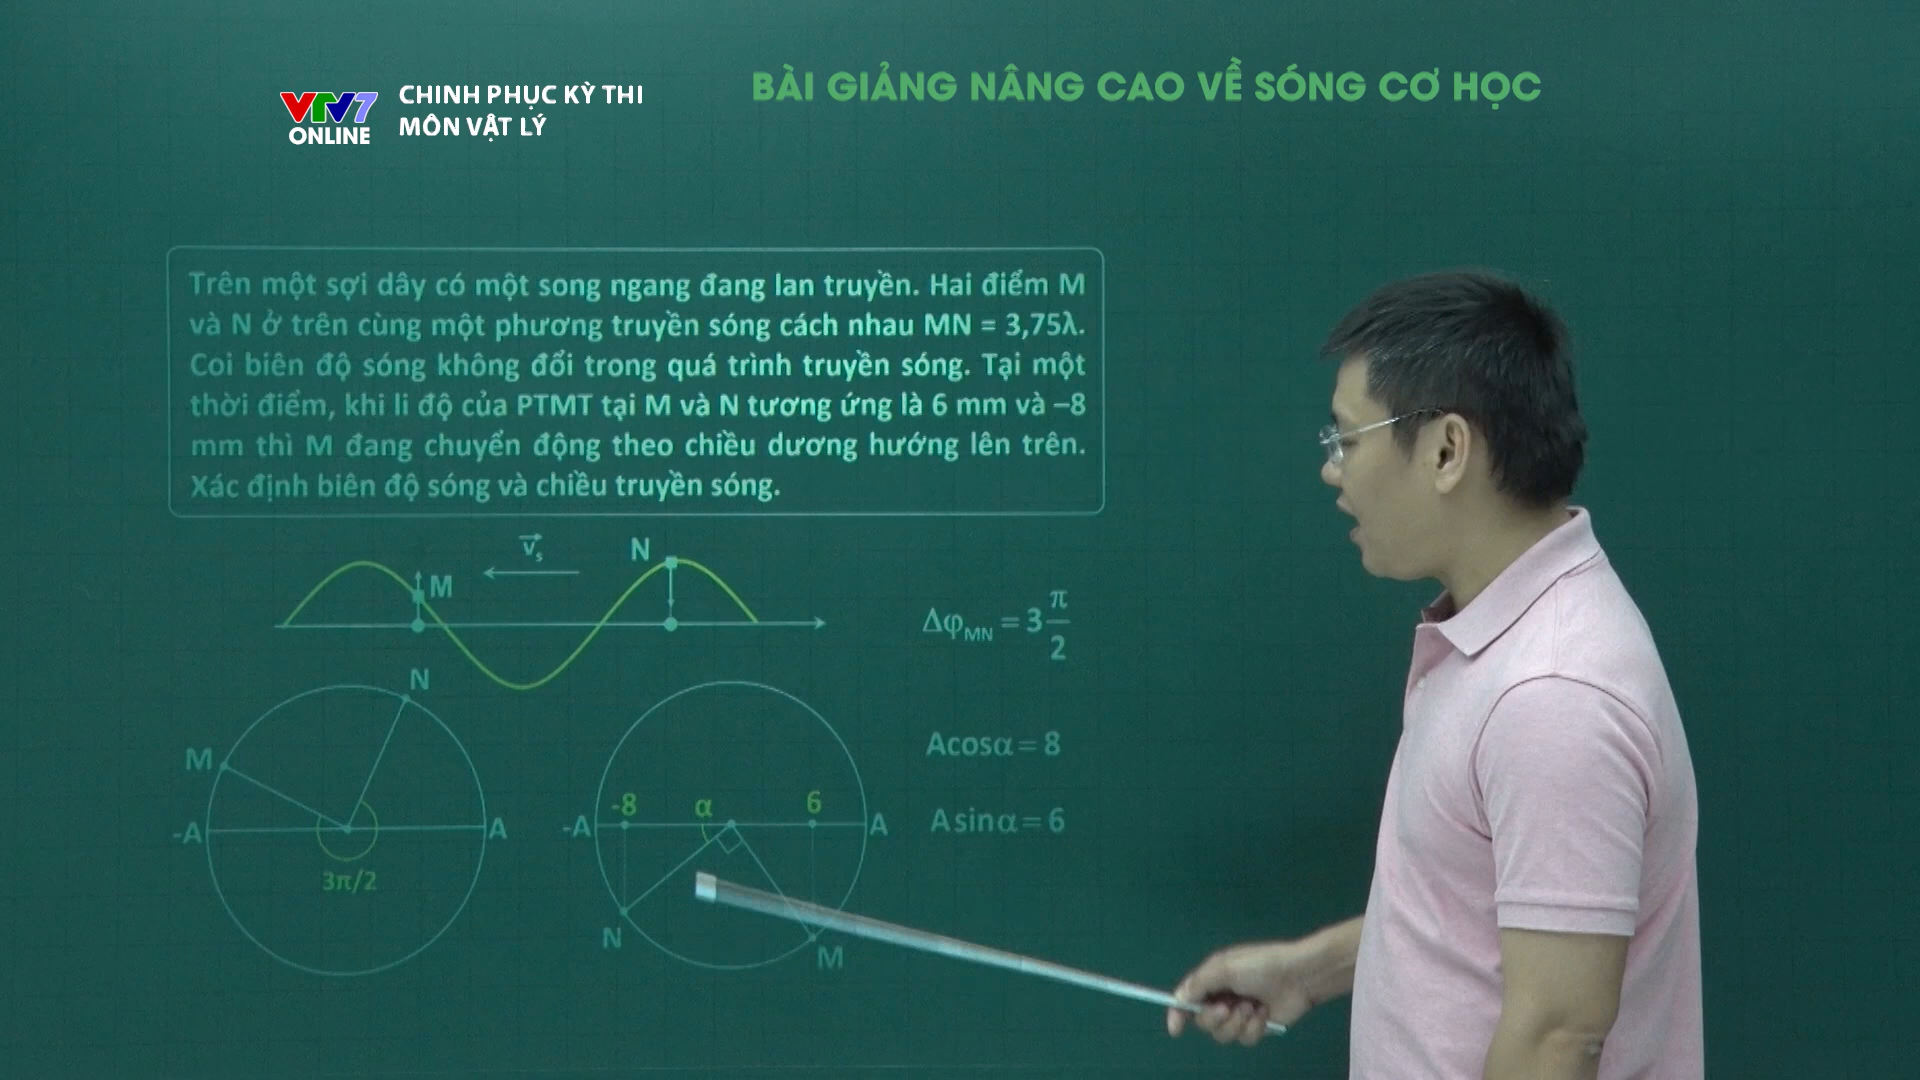 VTV7
ONLINE
CHINH PHỤC KỲ THI
MÔN VẬT LÝ
BÀI GIẢNG NÂNG CAO VỀ SÓNG CƠ HỌC
Trên một sợi dây có một song ngang đang lan truyền. Hai điểm M
và N ở trên cùng một phương truyền sóng cách nhau MN = 3,75λ.
Coi biên độ sóng không đổi trong quá trình truyền sóng. Tại một
thời điểm, khi li độ của PTMT tại M và N tương ứng là 6 mm và –8
mm thì M đang chuyển động theo chiều dương hướng lên trên.
Xác định biên độ sóng và chiều truyền sóng.
v⃗s
N
M
ΔφMN = 3 π/2
N
M
-A
A
3π/2
-8
α
6
-A
A
N
M
Acosα = 8
Asinα = 6